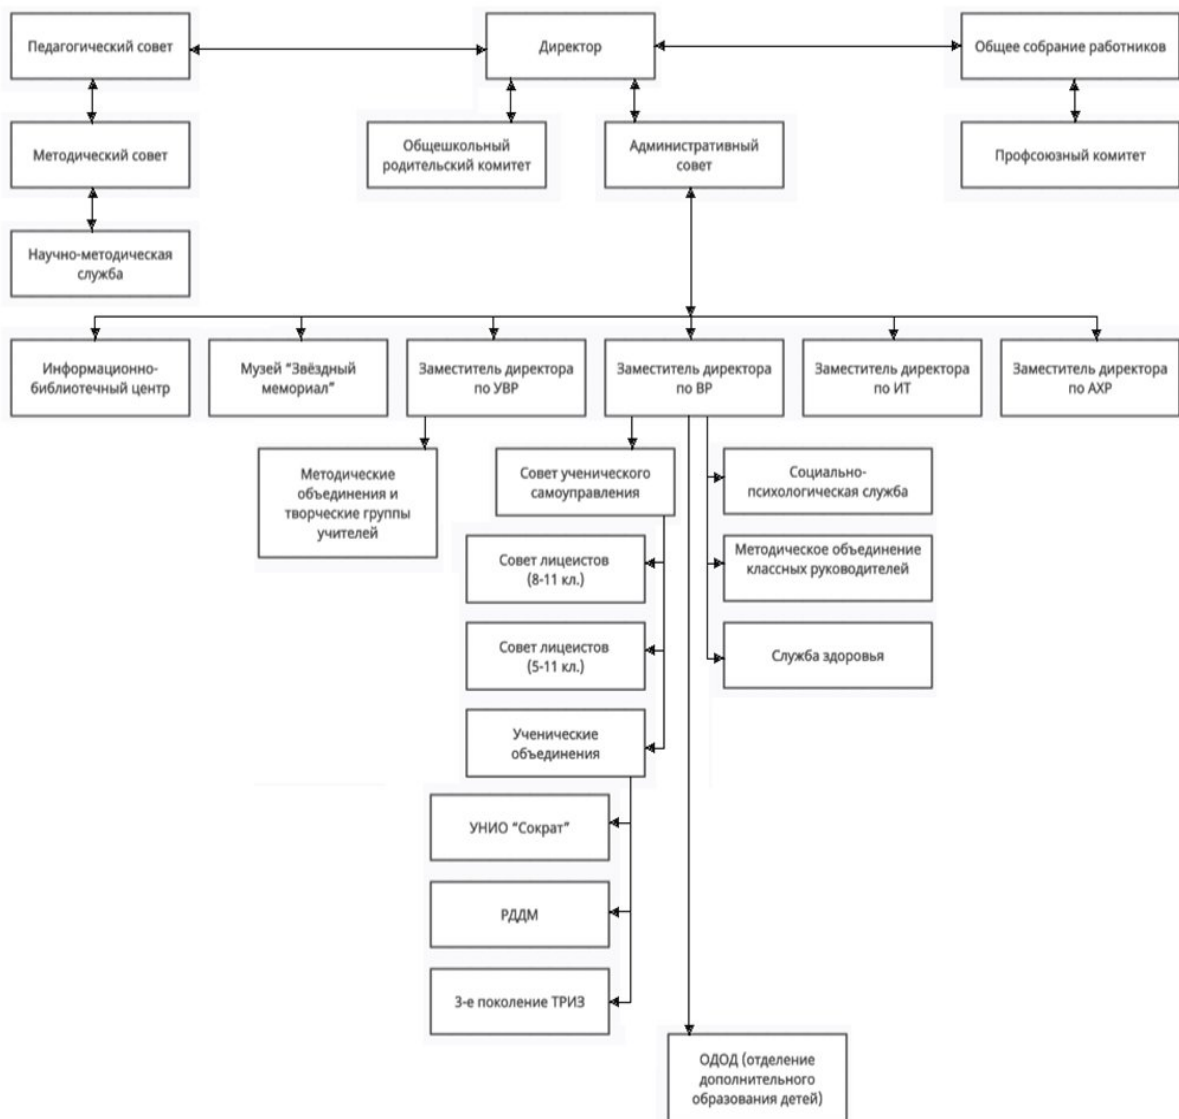 Педагогический совет
Директор
Общее собрание работников
Методический совет
Общешкольный
родительский комитет
Административный
совет
Профсоюзный комитет
Научно-методическая
служба
Информационно-
библиотечный центр
Музей "Звёздный
мемориал"
Заместитель директора
по УВР
Заместитель директора
по ВР
Заместитель директора
по ИТ
Заместитель директора
по АХР
Методические
объединения и
творческие группы
учителей
Совет ученического
самоуправления
Социально-
психологическая служба
Совет лицеистов
(8-11 кл.)
Методическое объединение
классных руководителей
Совет лицеистов
(5-11 кл.)
Служба здоровья
Ученические
объединения
УНИО "Сократ"
РДДМ
3-е поколение ТРИЗ
ОДОД (отделение
дополнительного
образования детей)